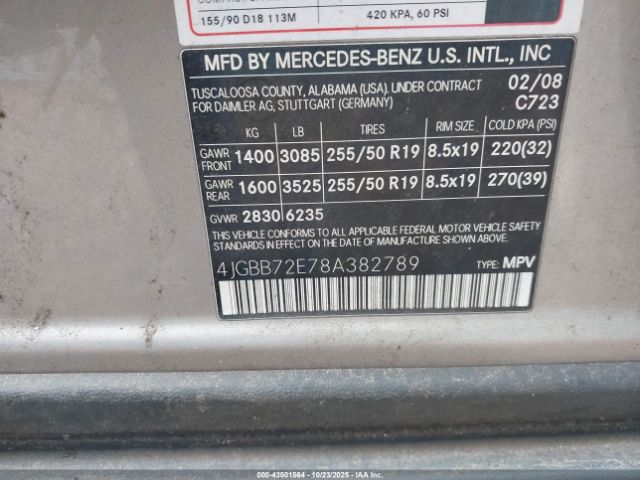 155/90 D18 113M 420 KPA, 60 PSI
MFD BY MERCEDES-BENZ U.S. INTL., INC
TUSCALOOSA COUNTY, ALABAMA (USA). UNDER CONTRACT 02/08
FOR DAIMLER AG, STUTTGART (GERMANY) C723
KG LB TIRES RIM SIZE COLD KPA (PSI)
GAWR FRONT 1400 3085 255/50 R19 8.5x19 220(32)
GAWR REAR 1600 3525 255/50 R19 8.5x19 270(39)
GVWR 2830 6235
THIS VEHICLE CONFORMS TO ALL APPLICABLE FEDERAL MOTOR VEHICLE SAFETY
STANDARDS IN EFFECT ON THE DATE OF MANUFACTURE SHOWN ABOVE.
4JGBB72E78A382789 TYPE: MPV
000-43501564 - 10/23/2025 - IAAI.COM